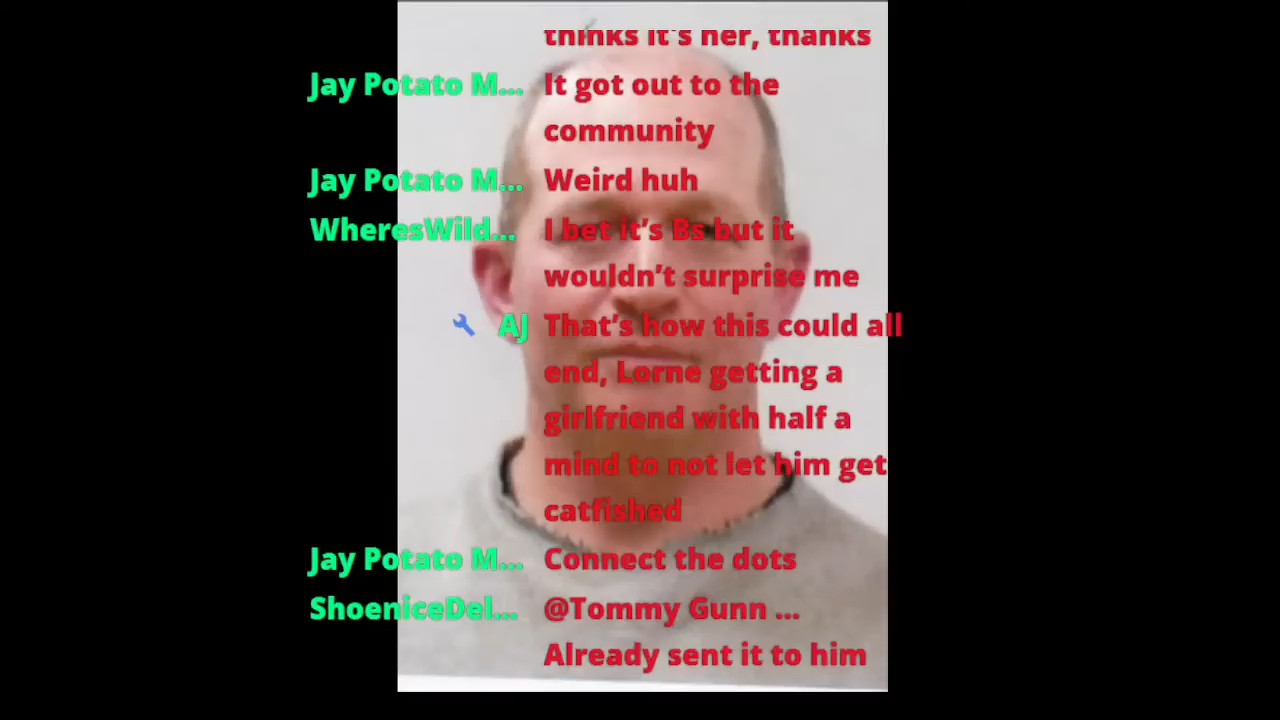 thinks it's her, thanks
Jay Potato M... It got out to the
community
Jay Potato M... Weird huh
WheresWild... I bet it's Bs but it
wouldn't surprise me
AJ That's how this could all
end, Lorne getting a
girlfriend with half a
mind to not let him get
catfished
Jay Potato M... Connect the dots
ShoeniceDel... @Tommy Gunn ...
Already sent it to him